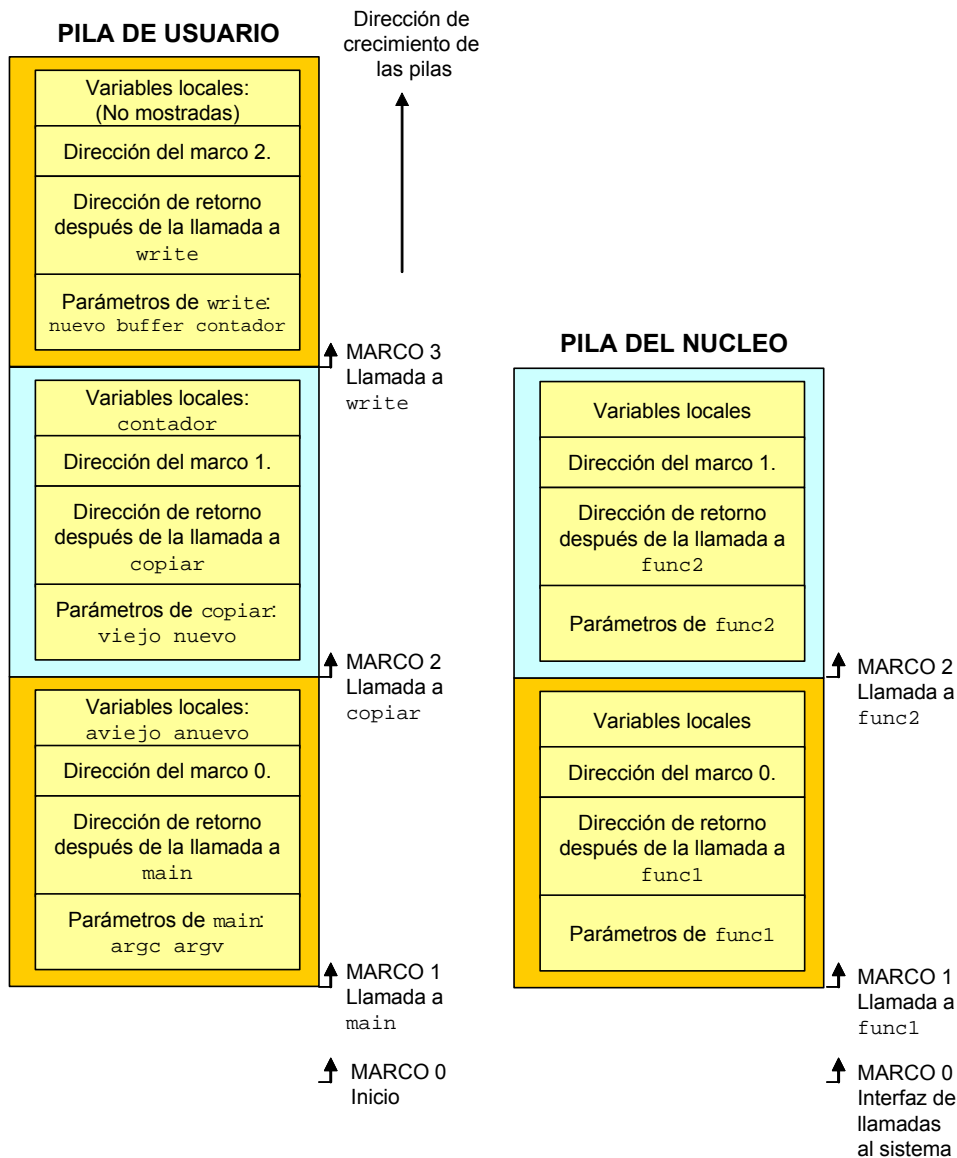 PILA DE USUARIO
Dirección de
crecimiento de
las pilas
Variables locales:
(No mostradas)
Dirección del marco 2.
Dirección de retorno
después de la llamada a
write
Parámetros de write:
nuevo buffer contador
MARCO 3
Llamada a
write
Variables locales:
contador
Dirección del marco 1.
Dirección de retorno
después de la llamada a
copiar
Parámetros de copiar:
viejo nuevo
MARCO 2
Llamada a
copiar
Variables locales:
aviejo anuevo
Dirección del marco 0.
Dirección de retorno
después de la llamada a
main
Parámetros de main:
argc argv
MARCO 1
Llamada a
main
MARCO 0
Inicio
PILA DEL NUCLEO
Variables locales
Dirección del marco 1.
Dirección de retorno
después de la llamada a
func2
Parámetros de func2
MARCO 2
Llamada a
func2
Variables locales
Dirección del marco 0.
Dirección de retorno
después de la llamada a
func1
Parámetros de func1
MARCO 1
Llamada a
func1
MARCO 0
Interfaz de
llamadas
al sistema